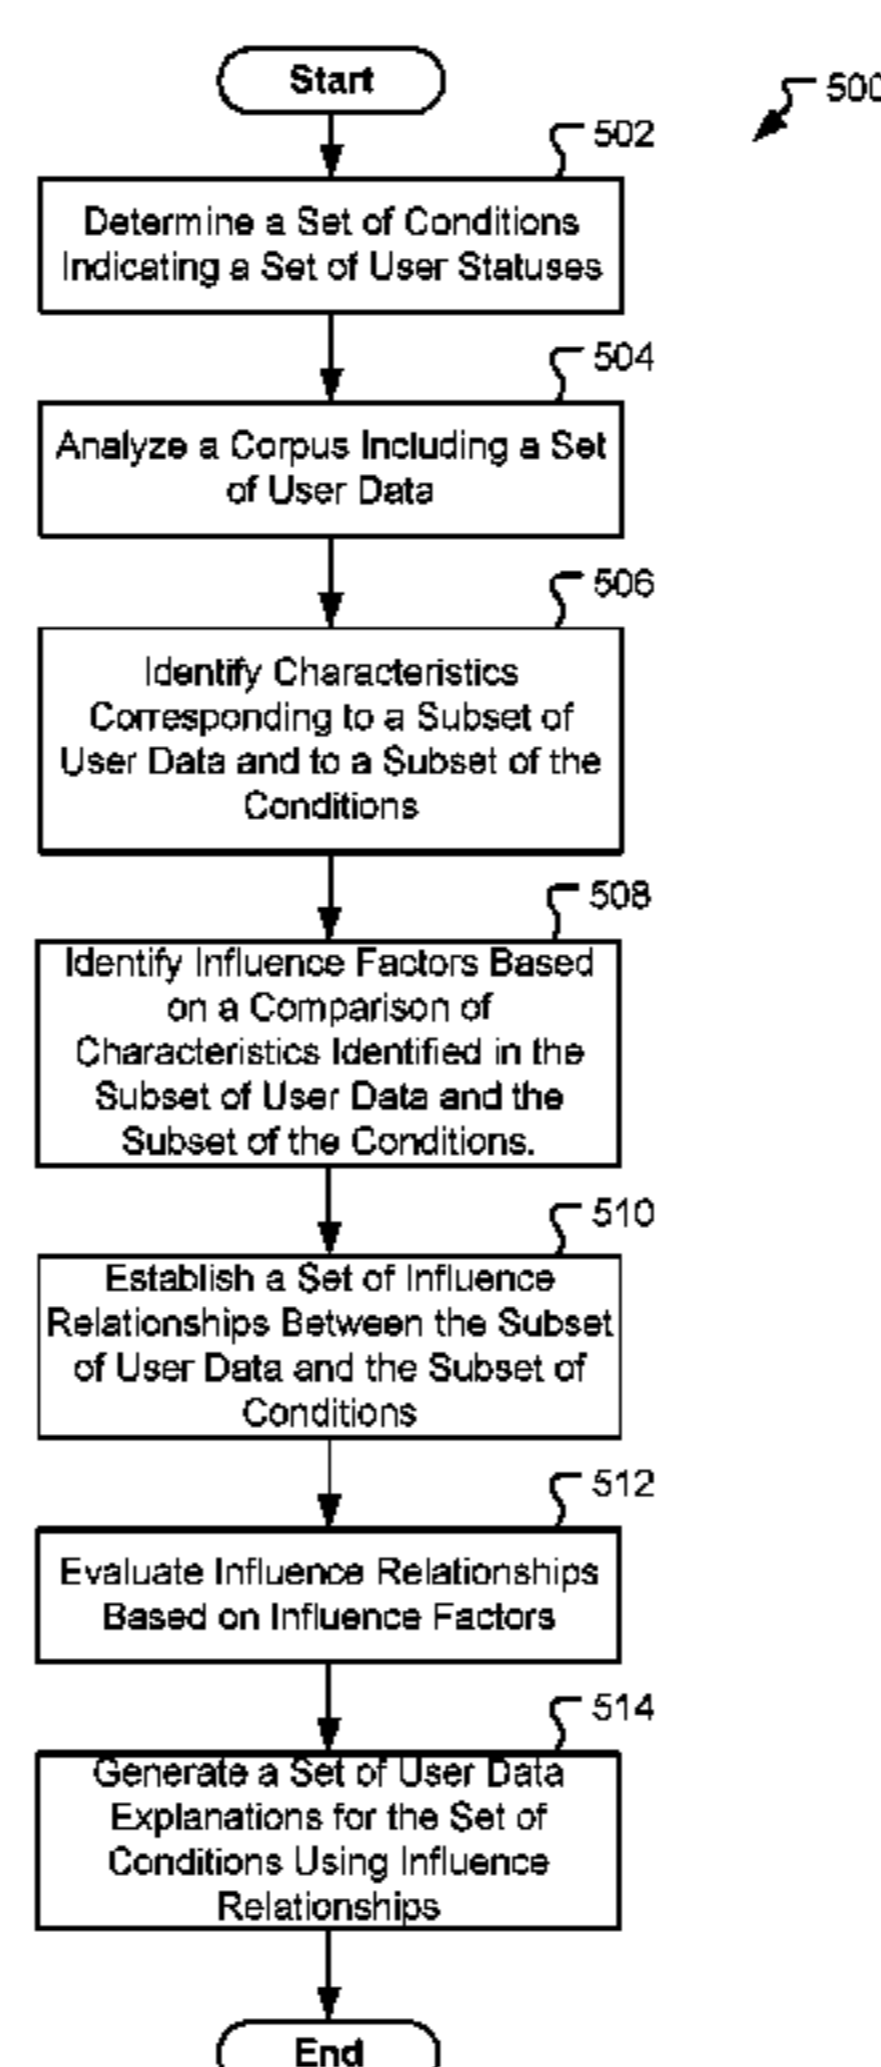 Start
500
502
Determine a Set of Conditions
Indicating a Set of User Statuses
504
Analyze a Corpus Including a Set
of User Data
506
Identify Characteristics
Corresponding to a Subset of
User Data and to a Subset of the
Conditions
508
Identify Influence Factors Based
on a Comparison of
Characteristics Identified in the
Subset of User Data and the
Subset of the Conditions.
510
Establish a Set of Influence
Relationships Between the Subset
of User Data and the Subset of
Conditions
512
Evaluate Influence Relationships
Based on Influence Factors
514
Generate a Set of User Data
Explanations for the Set of
Conditions Using Influence
Relationships
End